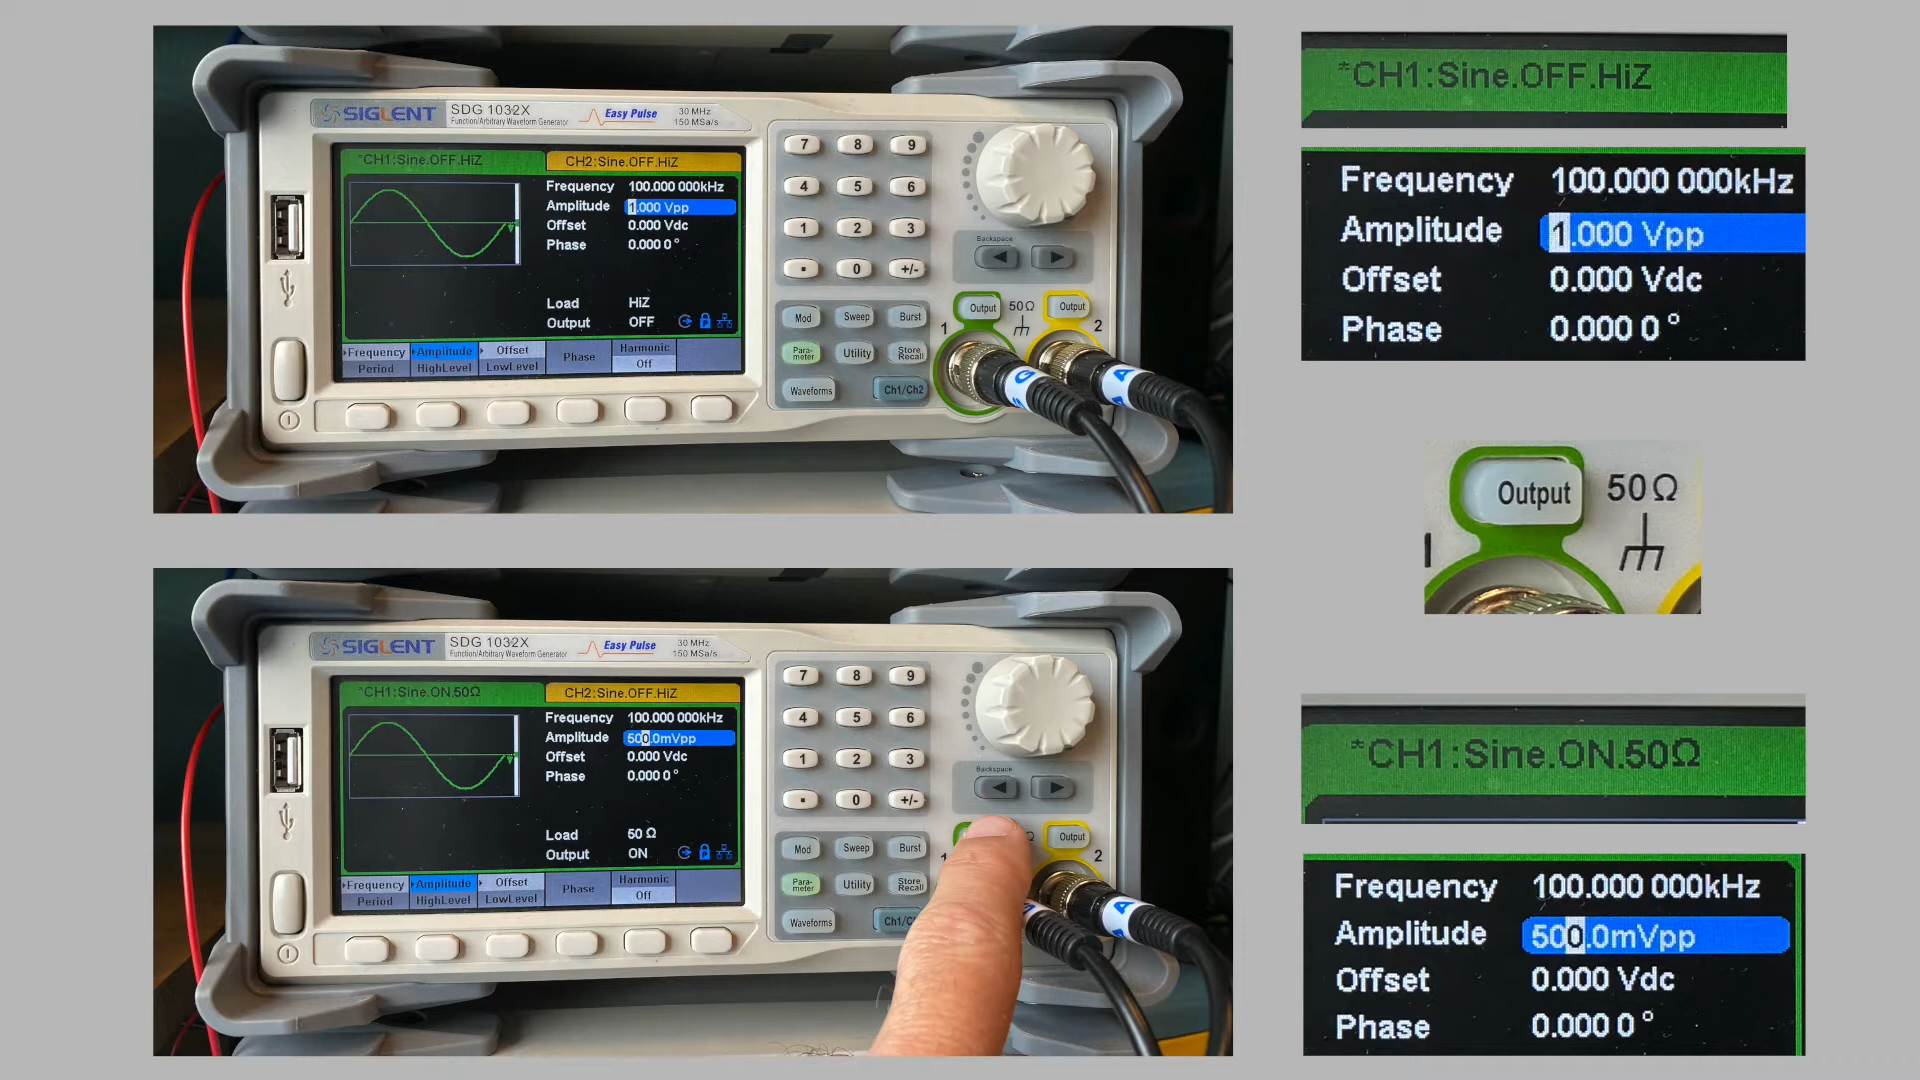 SIGLENT SDG 1032X Easy Pulse 30 MHz
Function/Arbitrary Waveform Generator 150 MSa/s
*CH1:Sine.OFF.HiZ CH2:Sine.OFF.HiZ
Frequency 100.000 000kHz
Amplitude 1.000 Vpp
Offset 0.000 Vdc
Phase 0.000 0 °
Load HiZ
Output OFF
Frequency Amplitude Offset Phase Harmonic
Period HighLevel LowLevel Off
7 8 9
4 5 6
1 2 3
. 0 +/-
Backspace
Mod Sweep Burst
Para-
meter
Utility
Store
Recall
Waveforms Ch1/Ch2
Output 50Ω Output
1 2
G
A
*CH1:Sine.OFF.HiZ
Frequency 100.000 000kHz
Amplitude 1.000 Vpp
Offset 0.000 Vdc
Phase 0.000 0 °
Output 50Ω
SIGLENT SDG 1032X Easy Pulse 30 MHz
Function/Arbitrary Waveform Generator 150 MSa/s
*CH1:Sine.ON.50Ω CH2:Sine.OFF.HiZ
Frequency 100.000 000kHz
Amplitude 500.0mVpp
Offset 0.000 Vdc
Phase 0.000 0 °
Load 50 Ω
Output ON
Frequency Amplitude Offset Phase Harmonic
Period HighLevel LowLevel Off
7 8 9
4 5 6
1 2 3
. 0 +/-
Backspace
Mod Sweep Burst
Para-
meter
Utility
Store
Recall
Waveforms
Output
2
A
*CH1:Sine.ON.50Ω
Frequency 100.000 000kHz
Amplitude 500.0mVpp
Offset 0.000 Vdc
Phase 0.000 0 °